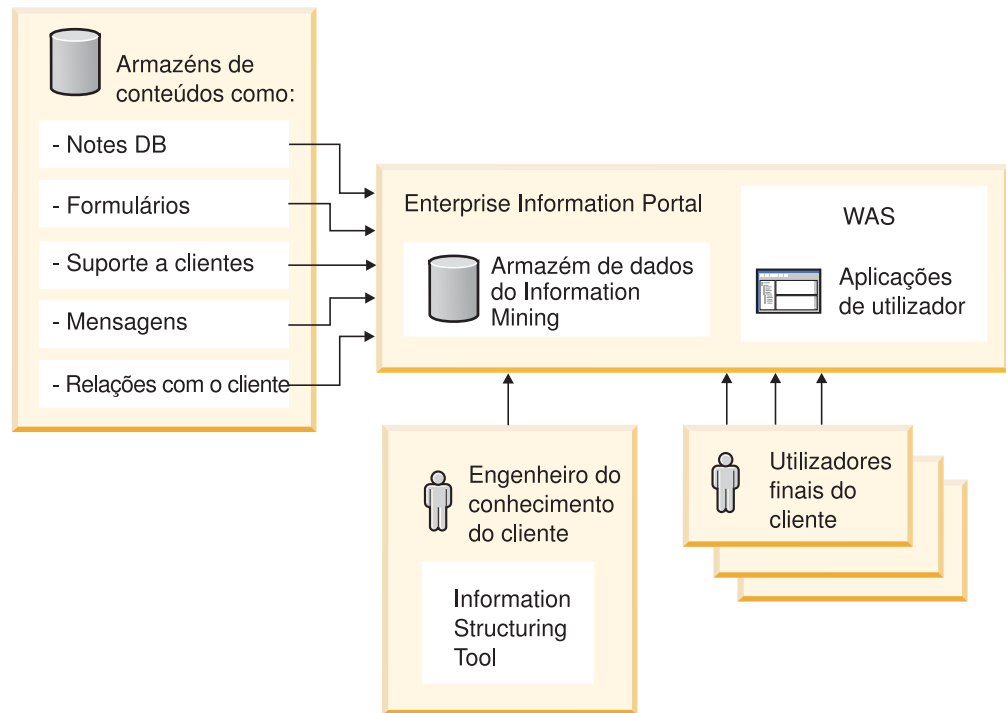 Armazéns de
conteúdos como:
- Notes DB
- Formulários
- Suporte a clientes
- Mensagens
- Relações com o cliente
Enterprise Information Portal
Armazém de dados
do Information
Mining
WAS
Aplicações
de utilizador
Engenheiro do
conhecimento
do cliente
Information
Structuring
Tool
Utilizadores
finais do
cliente